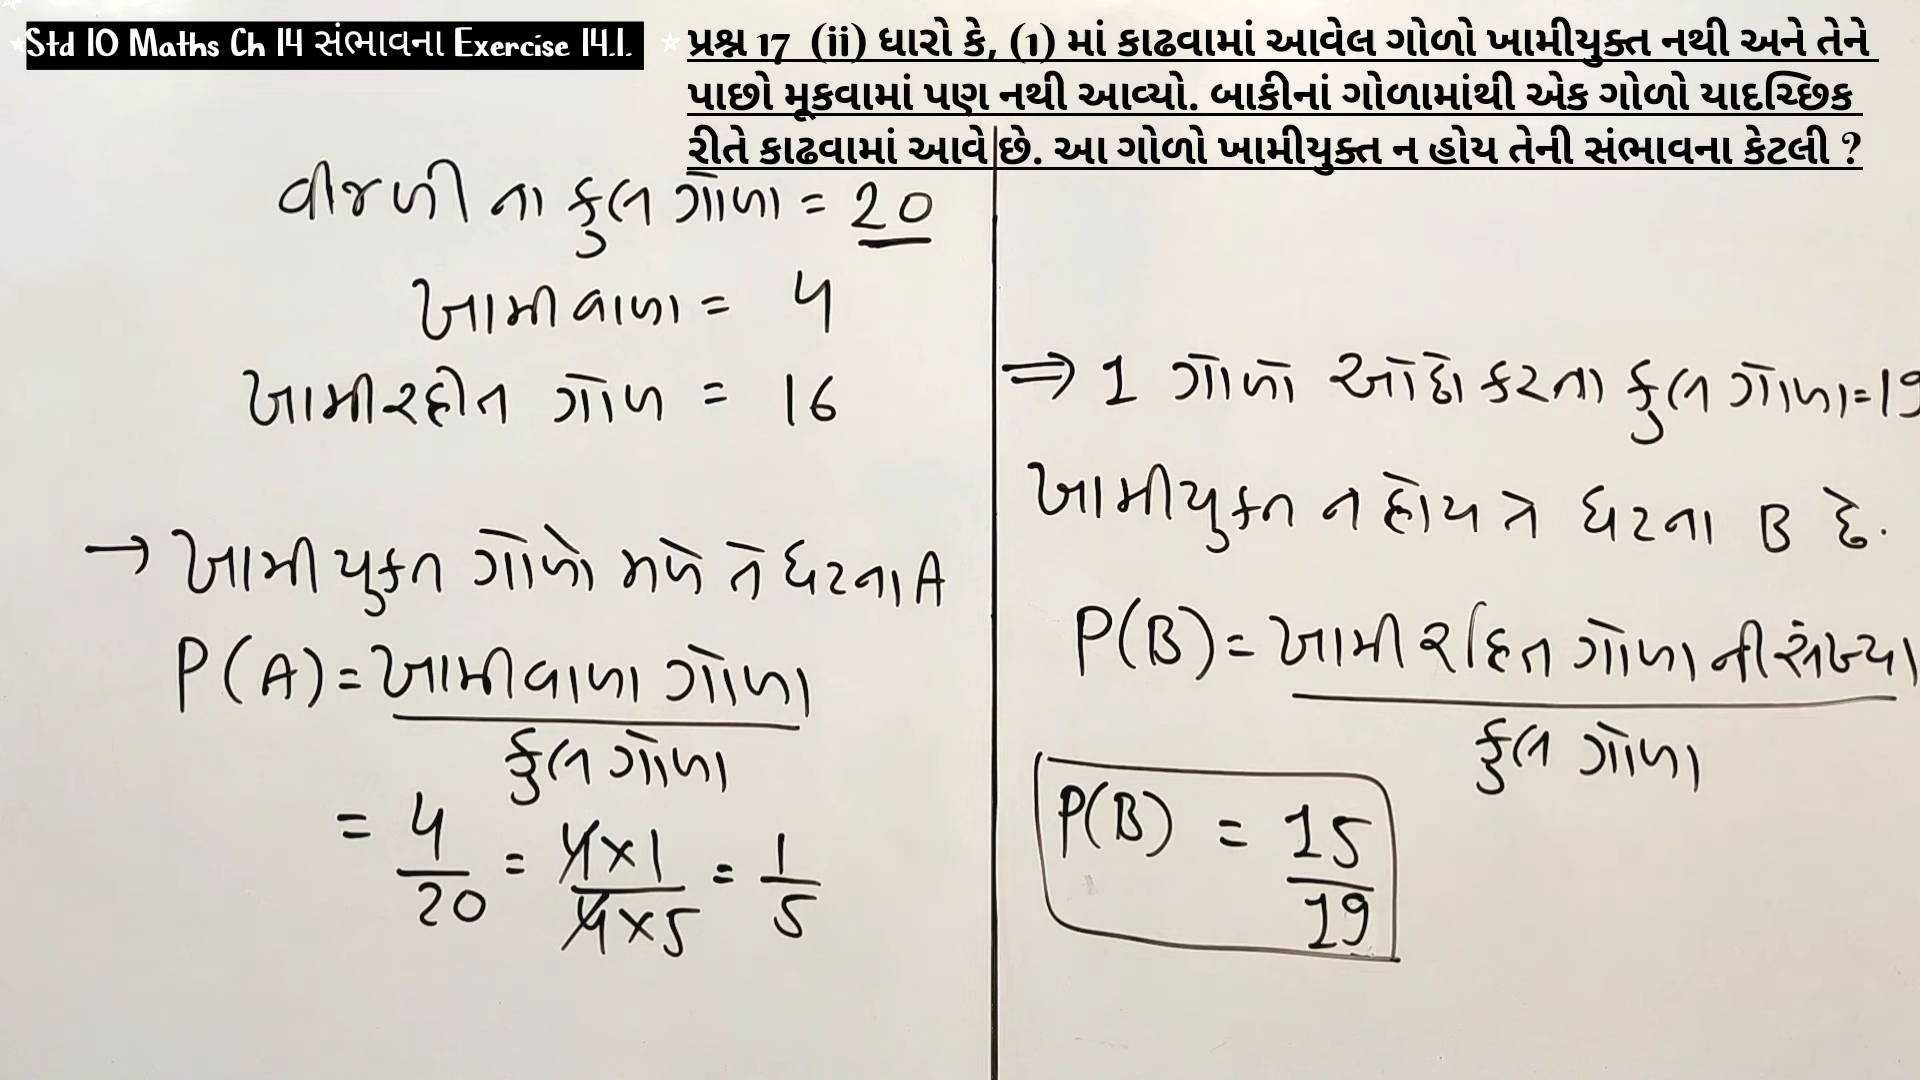 Std 10 Maths Ch 14 સંભાવના Exercise 14.1.
પ્રશ્ન 17 (ii) ધારો કે, (1) માં કાઢવામાં આવેલ ગોળો ખામીયુક્ત નથી અને તેને
પાછો મૂકવામાં પણ નથી આવ્યો. બાકીનાં ગોળામાંથી એક ગોળો યાદચ્છિક
રીતે કાઢવામાં આવે છે. આ ગોળો ખામીયુક્ત ન હોય તેની સંભાવના કેટલી ?
વીજળી ના કુલ ગોળા = 20
ખામીવાળા = 4
ખામીરહીત ગોળ = 16
→ ખામીયુક્ત ગોળો મળે તે ઘટના A
P(A) = ખામીવાળા ગોળા
કુલ ગોળા
= 4/20 = 4×1/4×5 = 1/5
⇒ 1 ગોળો ઓછો કરતા કુલ ગોળા = 19
ખામીયુક્ત ન હોય તે ઘટના B છે.
P(B) = ખામી રહિત ગોળા ની સંખ્યા
કુલ ગોળા
P(B) = 15/19